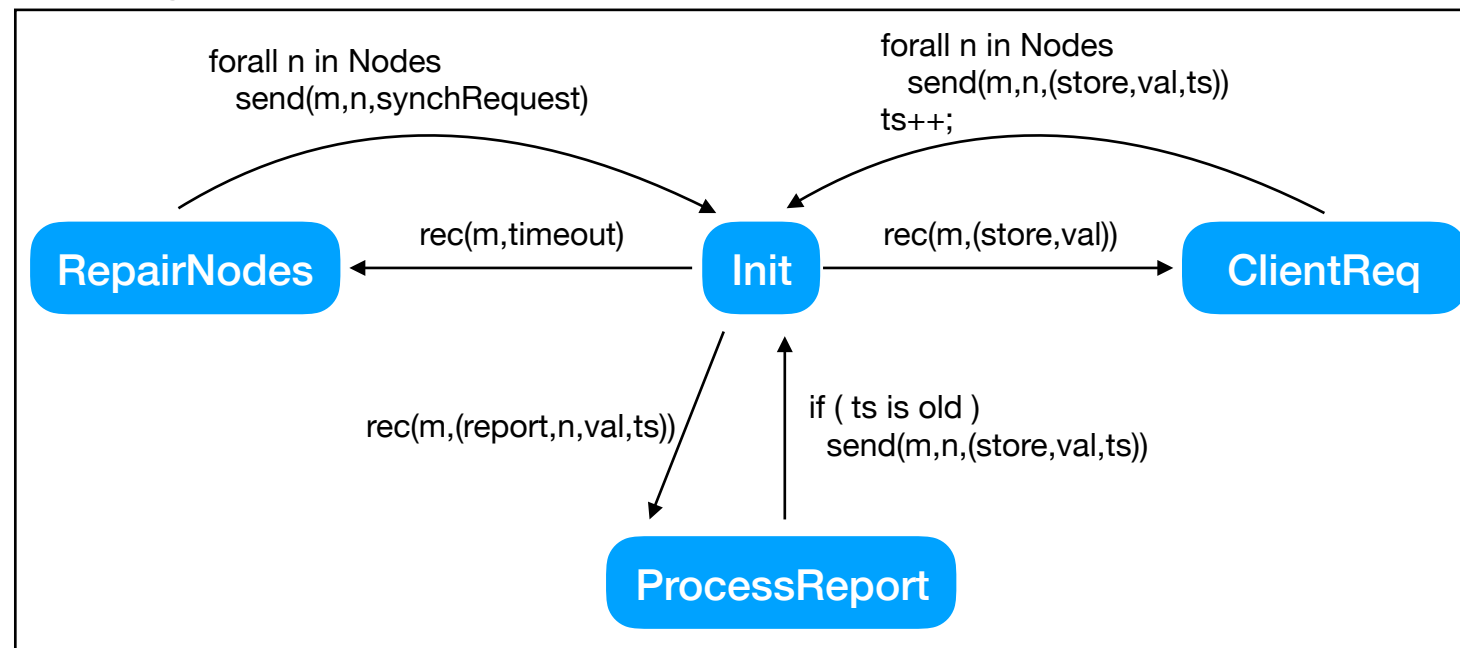 forall n in Nodes
send(m,n,synchRequest)
forall n in Nodes
send(m,n,(store,val,ts))
ts++;
rec(m,timeout)
rec(m,(store,val))
RepairNodes
Init
ClientReq
rec(m,(report,n,val,ts))
if ( ts is old )
send(m,n,(store,val,ts))
ProcessReport